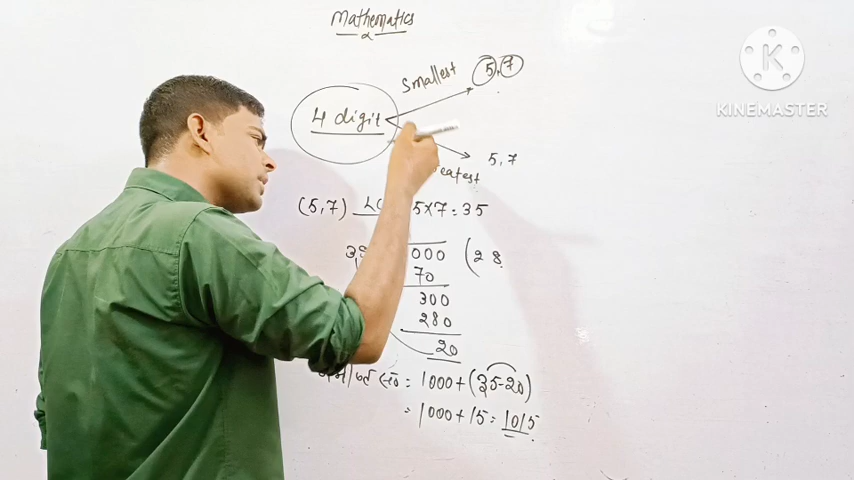 Mathematics
Smallest 5, 7
4 digit
5, 7
(5,7) 5×7=35
000 (28
70
300
280
20
= 1000+(35-20)
= 1000+15=1015
KINEMASTER